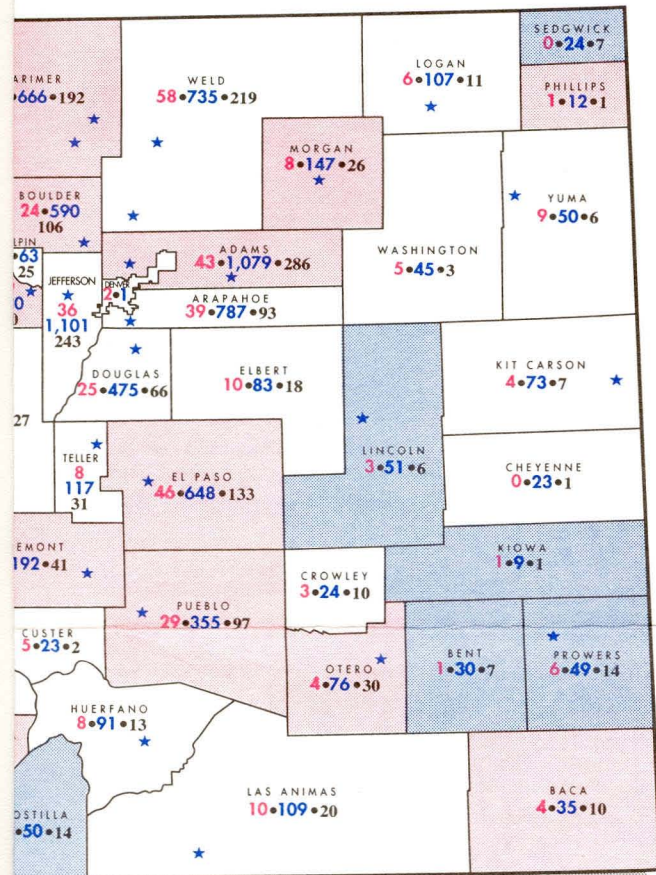 SEDGWICK
0•24•7
LOGAN
6•107•11
ARIMER
•666•192
WELD
58•735•219
PHILLIPS
1•12•1
MORGAN
8•147•26
BOULDER
24•590
106
YUMA
9•50•6
LPIN
•63
25
ADAMS
43•1,079•286
WASHINGTON
5•45•3
JEFFERSON
36
1,101
243
DENVER
2•1
ARAPAHOE
39•787•93
0
DOUGLAS
25•475•66
ELBERT
10•83•18
KIT CARSON
4•73•7
27
TELLER
8
117
31
EL PASO
46•648•133
LINCOLN
3•51•6
CHEYENNE
0•23•1
EMONT
192•41
KIOWA
1•9•1
CROWLEY
3•24•10
PUEBLO
29•355•97
CUSTER
5•23•2
OTERO
4•76•30
BENT
1•30•7
PROWERS
6•49•14
HUERFANO
8•91•13
LAS ANIMAS
10•109•20
BACA
4•35•10
OSTILLA
•50•14